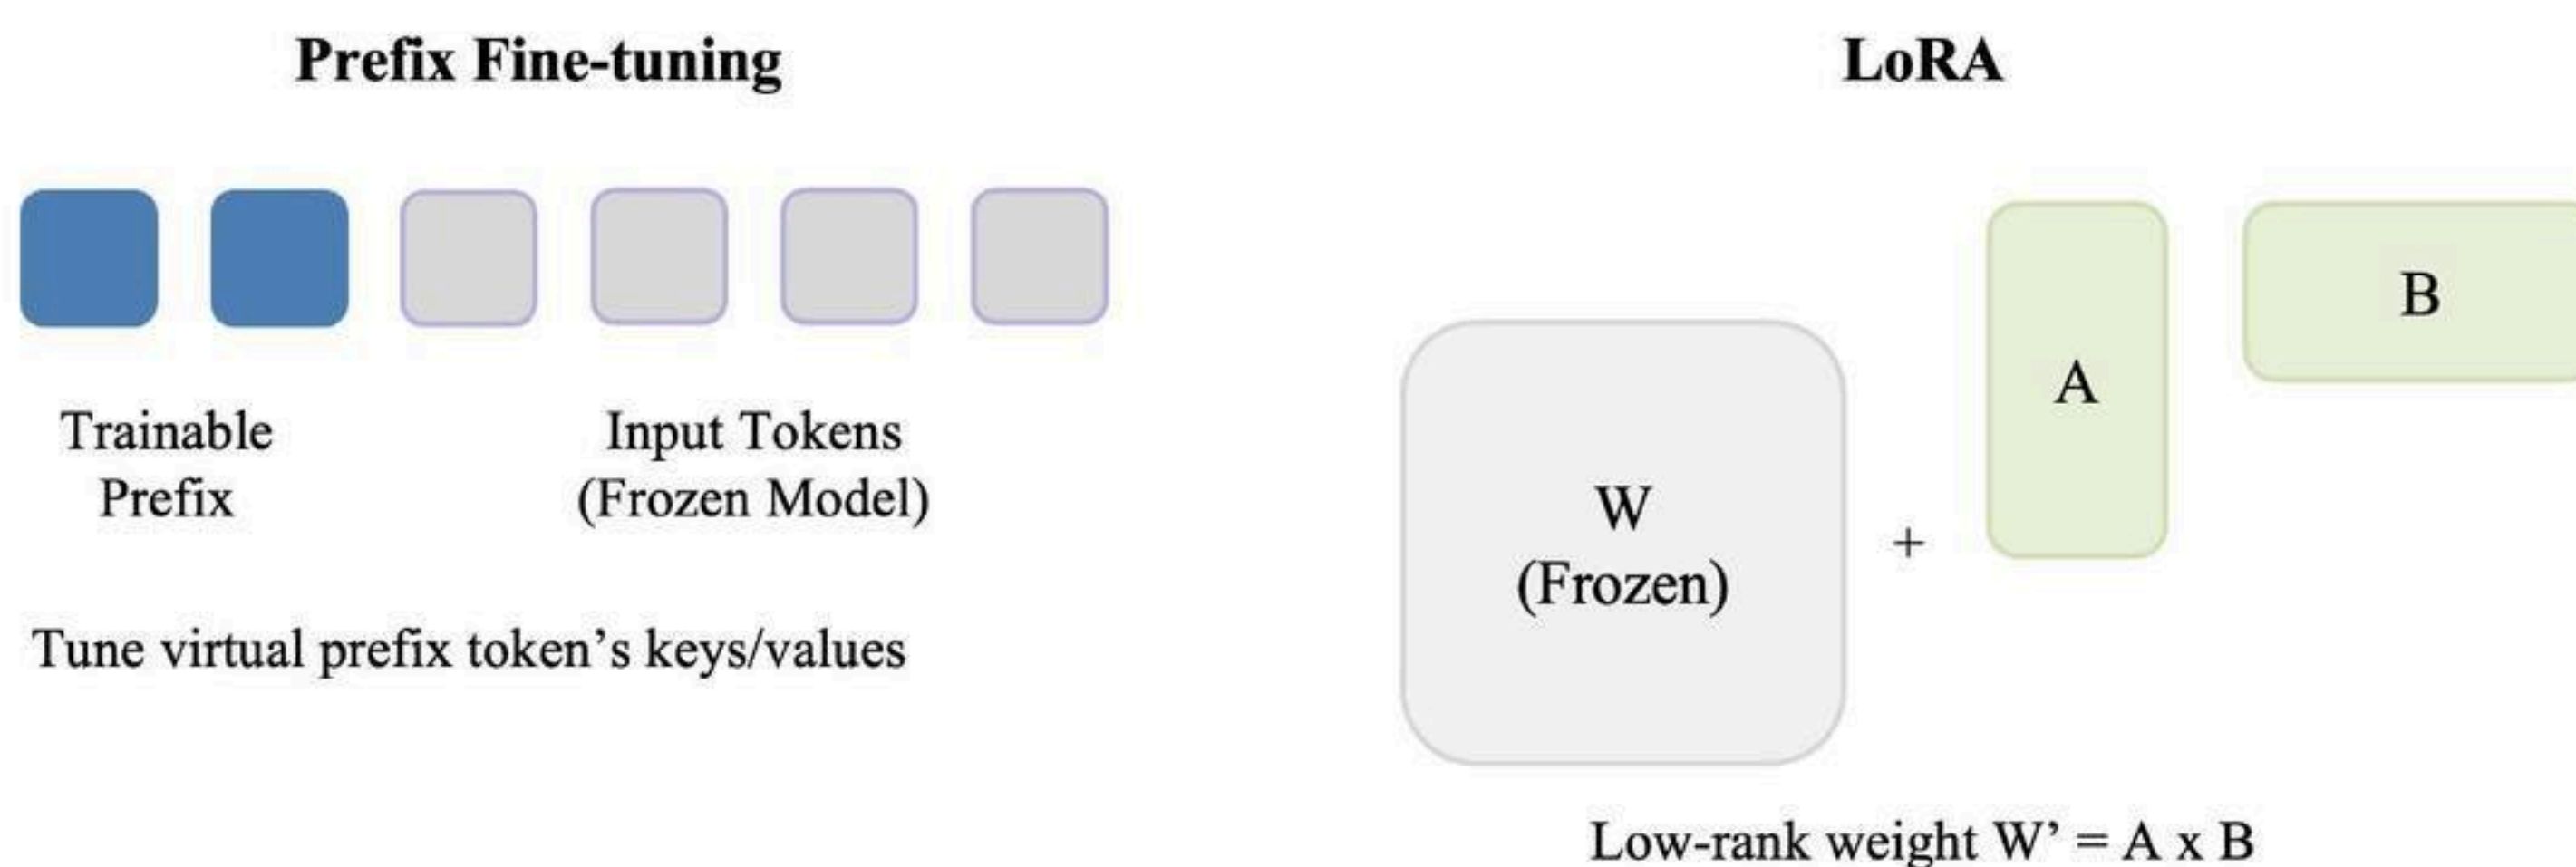 Prefix Fine-tuning
Trainable
Prefix
Input Tokens
(Frozen Model)
Tune virtual prefix token’s keys/values
LoRA
W
(Frozen)
+
A
B
Low-rank weight W’ = A x B